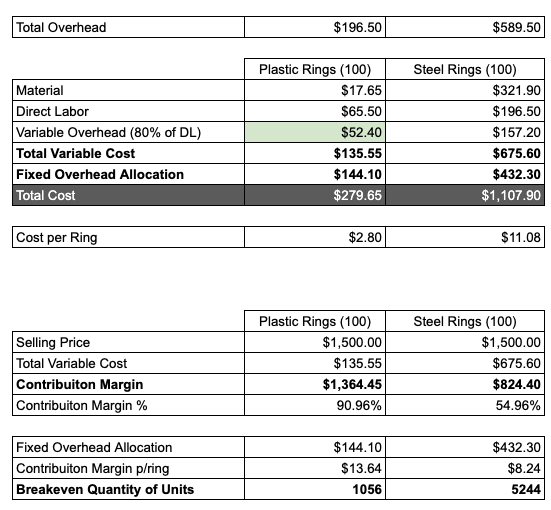 Total Overhead $196.50 $589.50
Plastic Rings (100) Steel Rings (100)
Material $17.65 $321.90
Direct Labor $65.50 $196.50
Variable Overhead (80% of DL) $52.40 $157.20
Total Variable Cost $135.55 $675.60
Fixed Overhead Allocation $144.10 $432.30
Total Cost $279.65 $1,107.90
Cost per Ring $2.80 $11.08
Plastic Rings (100) Steel Rings (100)
Selling Price $1,500.00 $1,500.00
Total Variable Cost $135.55 $675.60
Contribuiton Margin $1,364.45 $824.40
Contribuiton Margin % 90.96% 54.96%
Fixed Overhead Allocation $144.10 $432.30
Contribuiton Margin p/ring $13.64 $8.24
Breakeven Quantity of Units 1056 5244